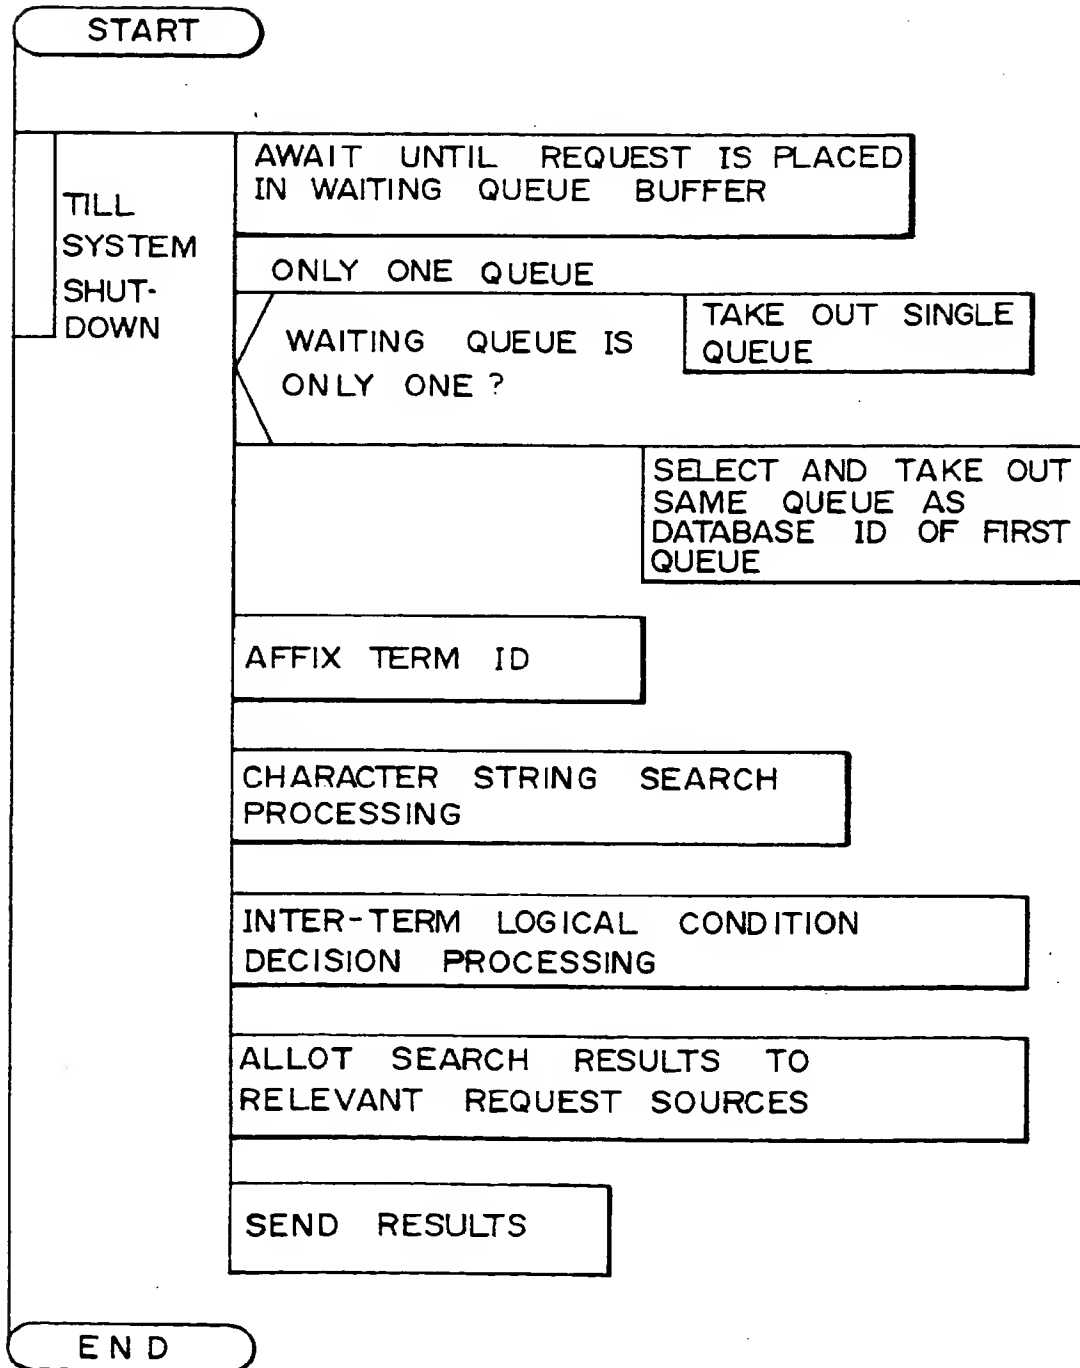 START
AWAIT UNTIL REQUEST IS PLACED
IN WAITING QUEUE BUFFER
TILL
SYSTEM
SHUT-
DOWN
ONLY ONE QUEUE
WAITING QUEUE IS
ONLY ONE ?
TAKE OUT SINGLE
QUEUE
SELECT AND TAKE OUT
SAME QUEUE AS
DATABASE ID OF FIRST
QUEUE
AFFIX TERM ID
CHARACTER STRING SEARCH
PROCESSING
INTER-TERM LOGICAL CONDITION
DECISION PROCESSING
ALLOT SEARCH RESULTS TO
RELEVANT REQUEST SOURCES
SEND RESULTS
END